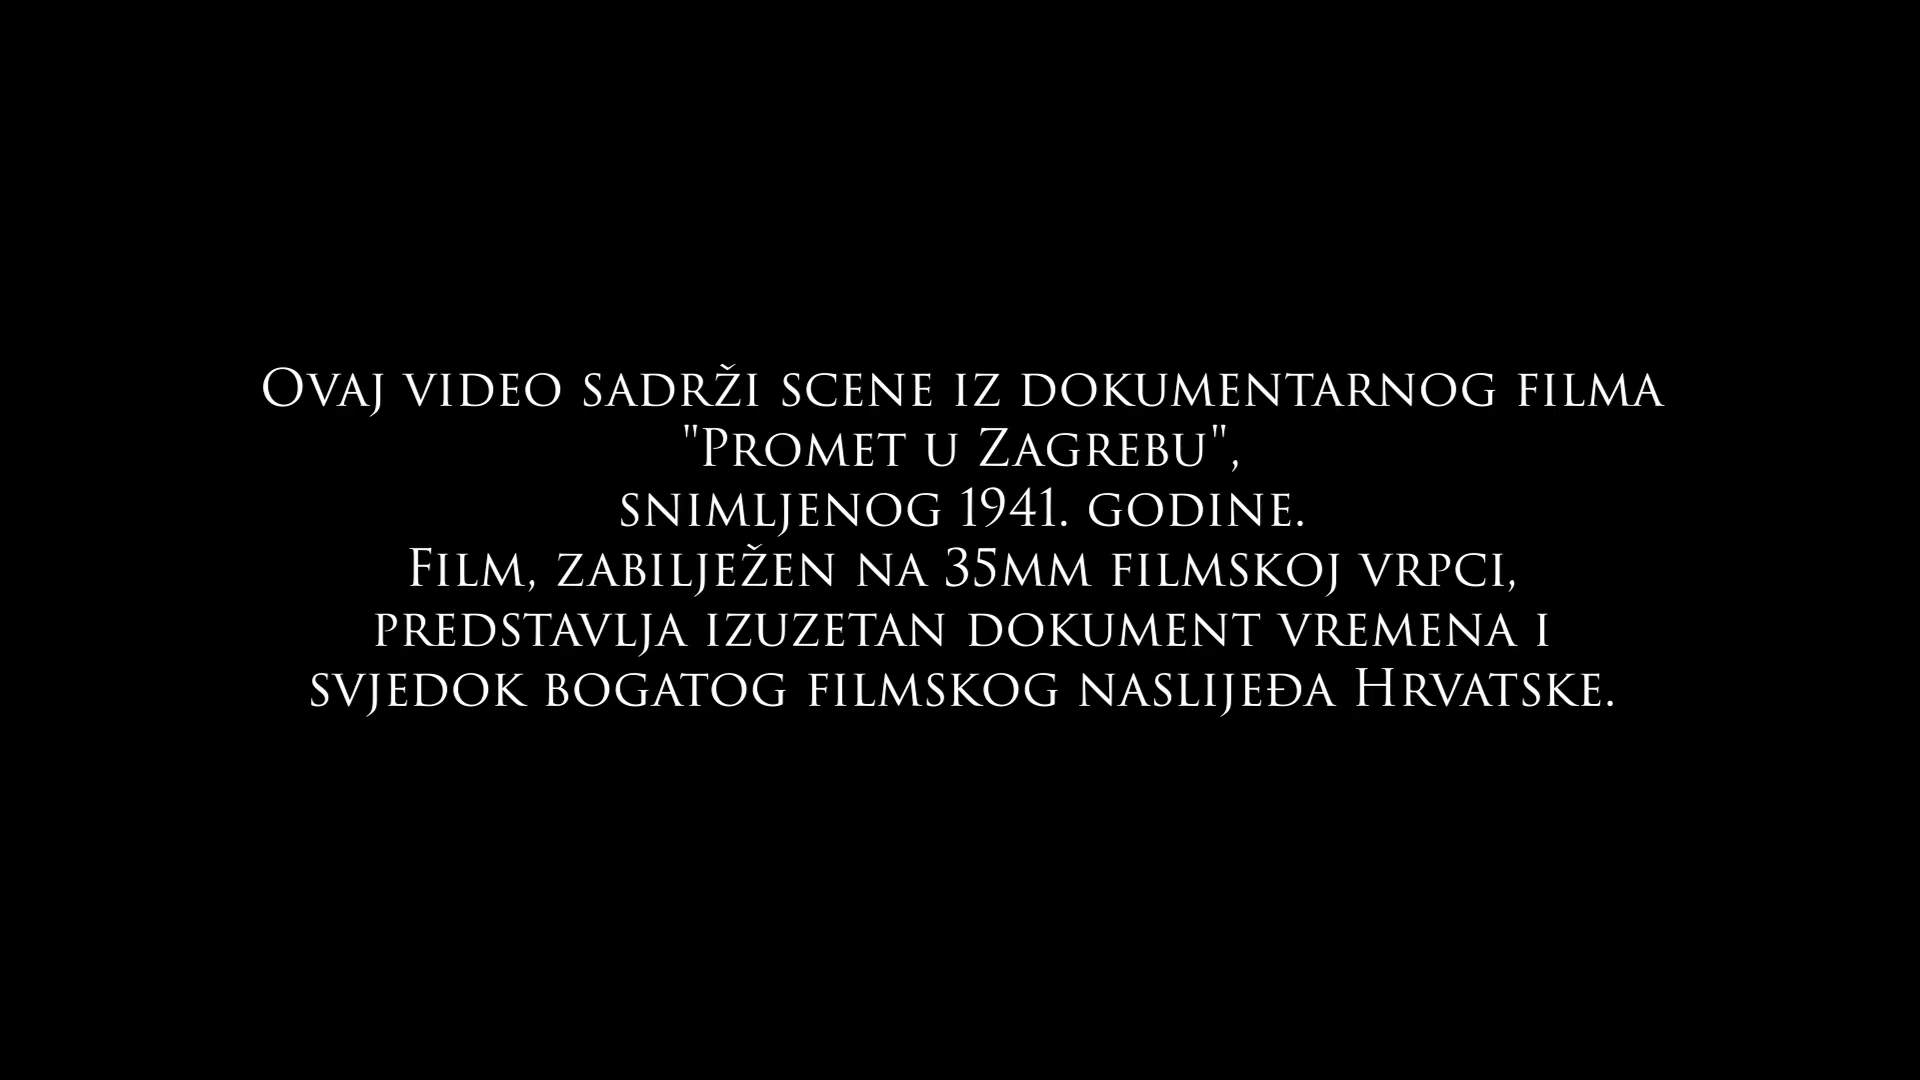 Ovaj video sadrži scene iz dokumentarnog filma
"Promet u Zagrebu",
snimljenog 1941. godine.
Film, zabilježen na 35mm filmskoj vrpci,
predstavlja izuzetan dokument vremena i
svjedok bogatog filmskog naslijeđa Hrvatske.